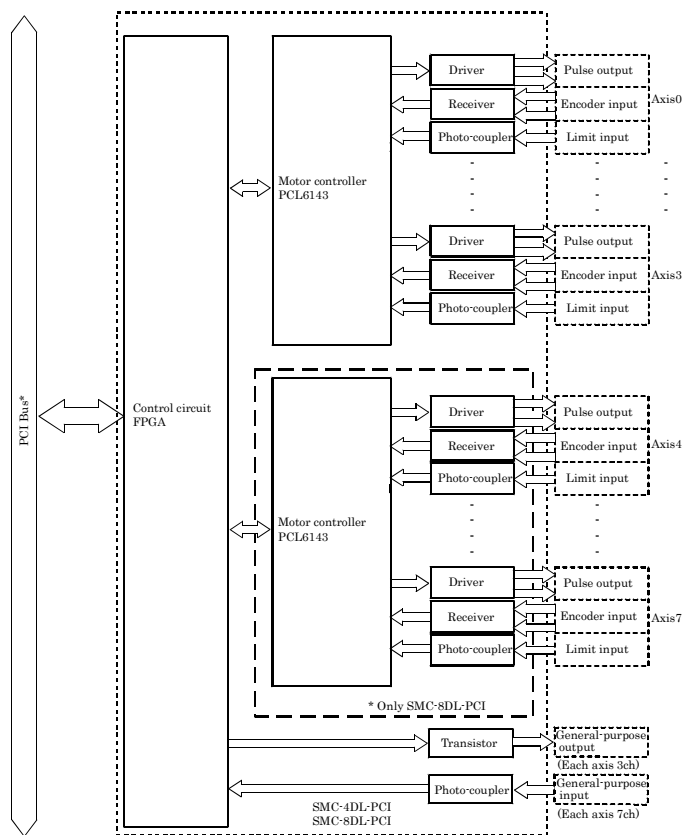 Driver
Pulse output
Receiver
Encoder input
Axis0
Photo-coupler
Limit input
Motor controller
PCL6143
Driver
Pulse output
Receiver
Encoder input
Axis3
Photo-coupler
Limit input
PCI Bus*
Control circuit
FPGA
Driver
Pulse output
Receiver
Encoder input
Axis4
Photo-coupler
Limit input
Motor controller
PCL6143
Driver
Pulse output
Receiver
Encoder input
Axis7
Photo-coupler
Limit input
* Only SMC-8DL-PCI
Transistor
General-purpose
output
(Each axis 3ch)
Photo-coupler
General-purpose
input
(Each axis 7ch)
SMC-4DL-PCI
SMC-8DL-PCI